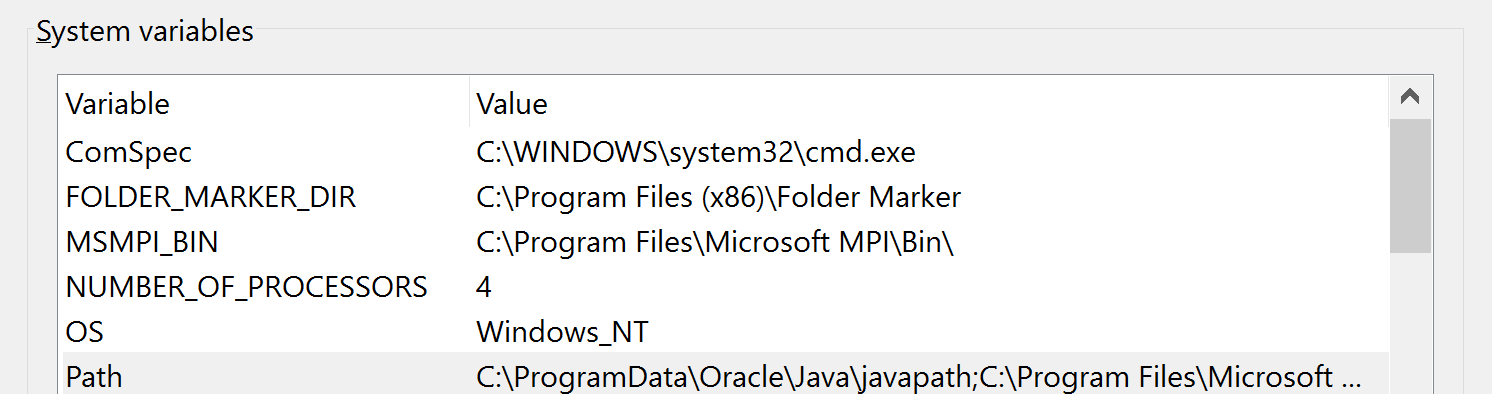 System variables
Variable Value
ComSpec C:\WINDOWS\system32\cmd.exe
FOLDER_MARKER_DIR C:\Program Files (x86)\Folder Marker
MSMPI_BIN C:\Program Files\Microsoft MPI\Bin\
NUMBER_OF_PROCESSORS 4
OS Windows_NT
Path C:\ProgramData\Oracle\Java\javapath;C:\Program Files\Microsoft ...